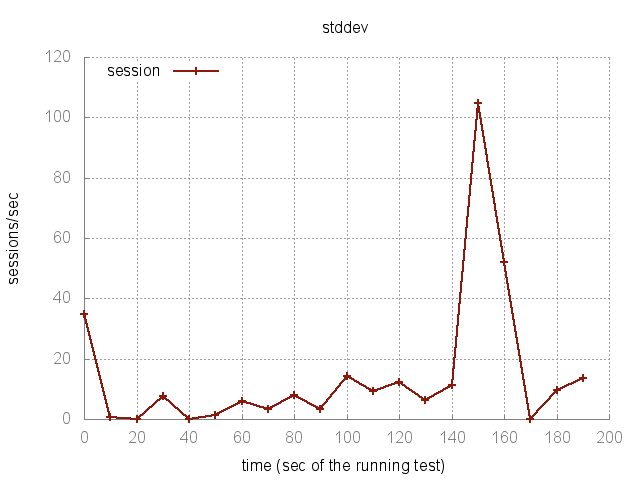 stddev
session
120
100
80
60
40
20
0
sessions/sec
0 20 40 60 80 100 120 140 160 180 200
time (sec of the running test)